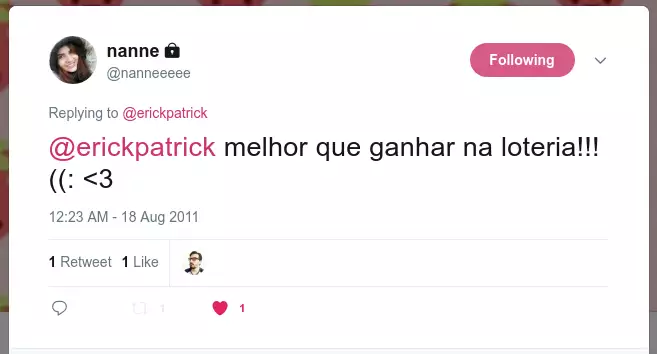 nanne
@nanneeeee
Following
Replying to @erickpatrick
@erickpatrick melhor que ganhar na loteria!!!
((: <3
12:23 AM - 18 Aug 2011
1 Retweet 1 Like
1 1